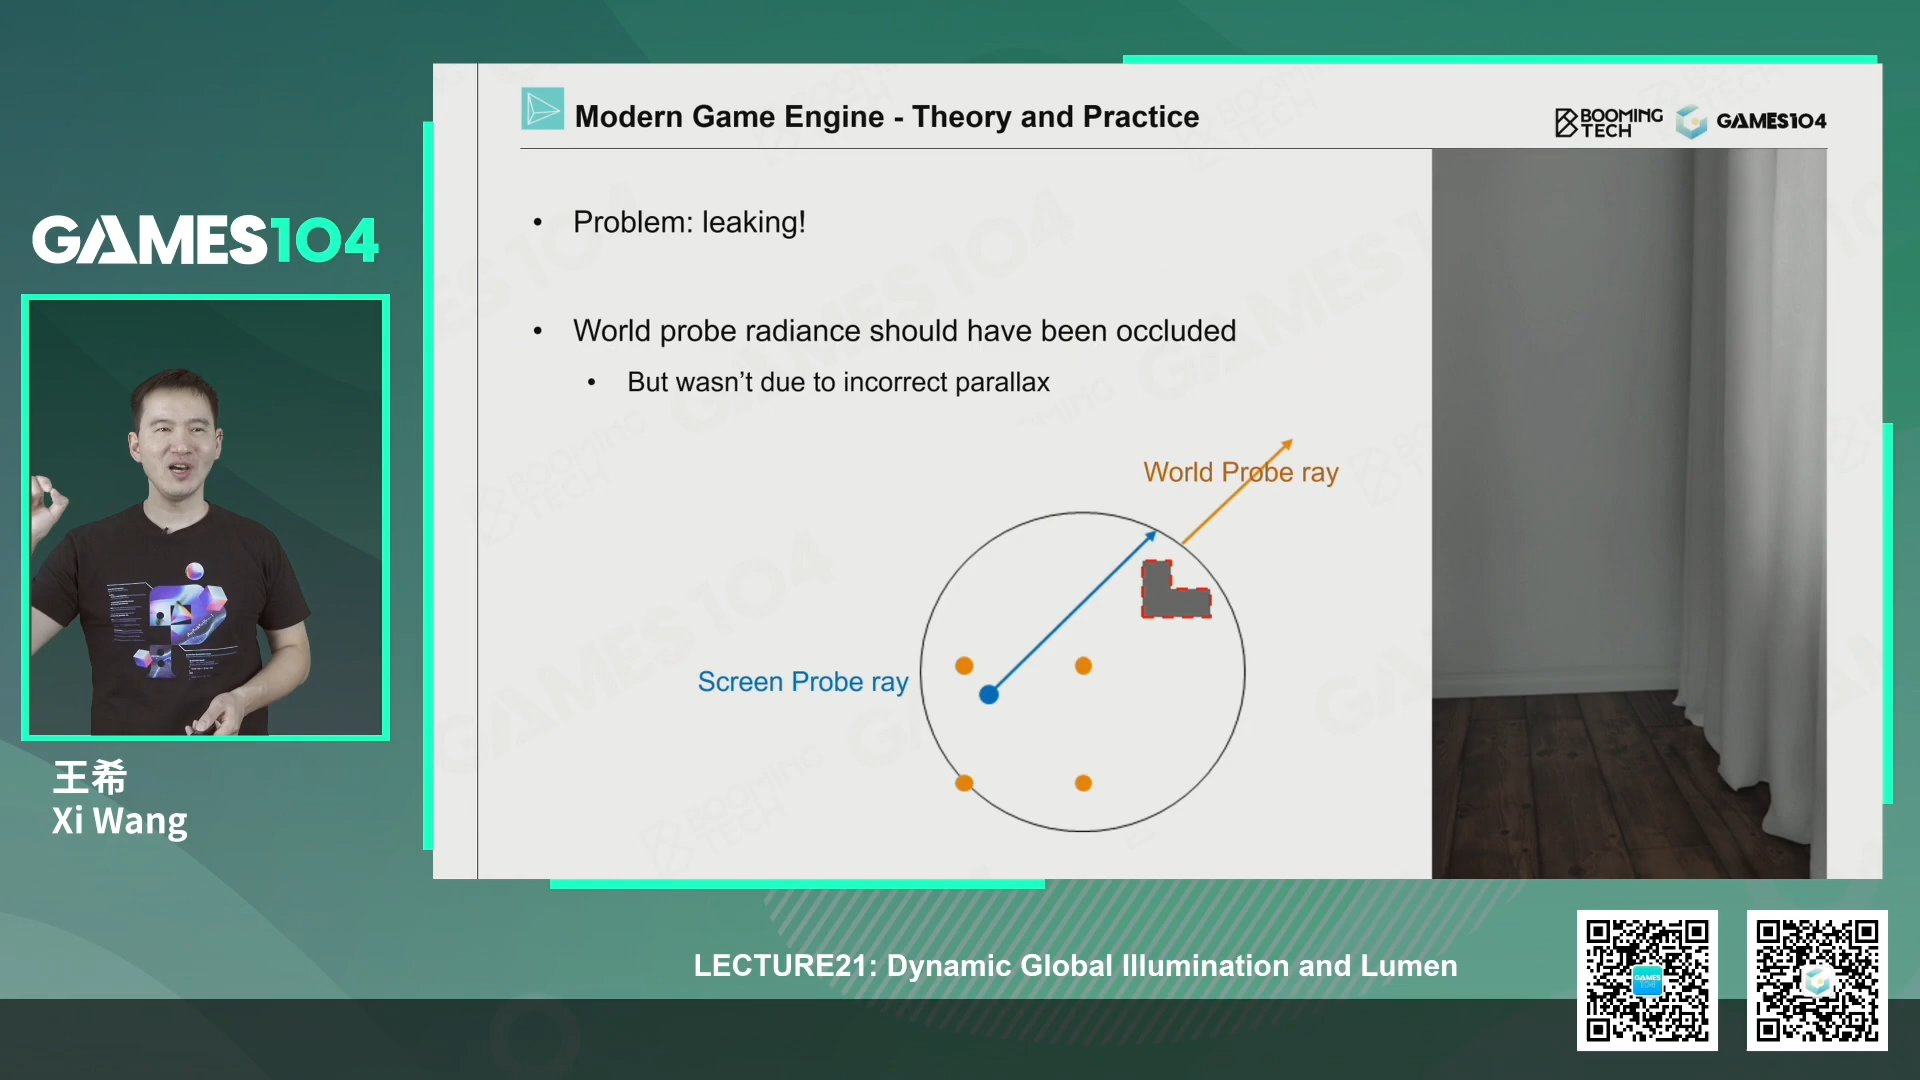 Modern Game Engine - Theory and Practice
BOOMING TECH
GAMES104
GAMES104
• Problem: leaking!
• World probe radiance should have been occluded
• But wasn’t due to incorrect parallax
World Probe ray
Screen Probe ray
王希
Xi Wang
LECTURE21: Dynamic Global Illumination and Lumen